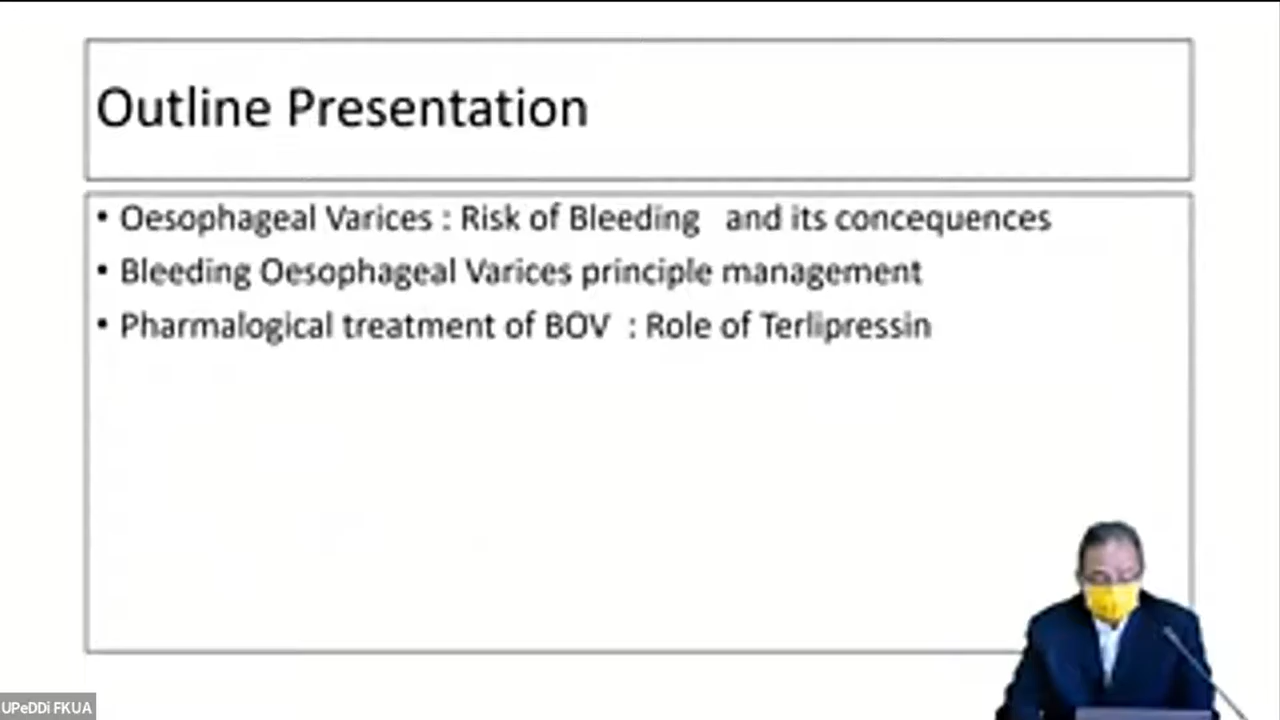 Outline Presentation
• Oesophageal Varices : Risk of Bleeding and its concequences
• Bleeding Oesophageal Varices principle management
• Pharmalogical treatment of BOV : Role of Terlipressin
UPeDDi FKUA